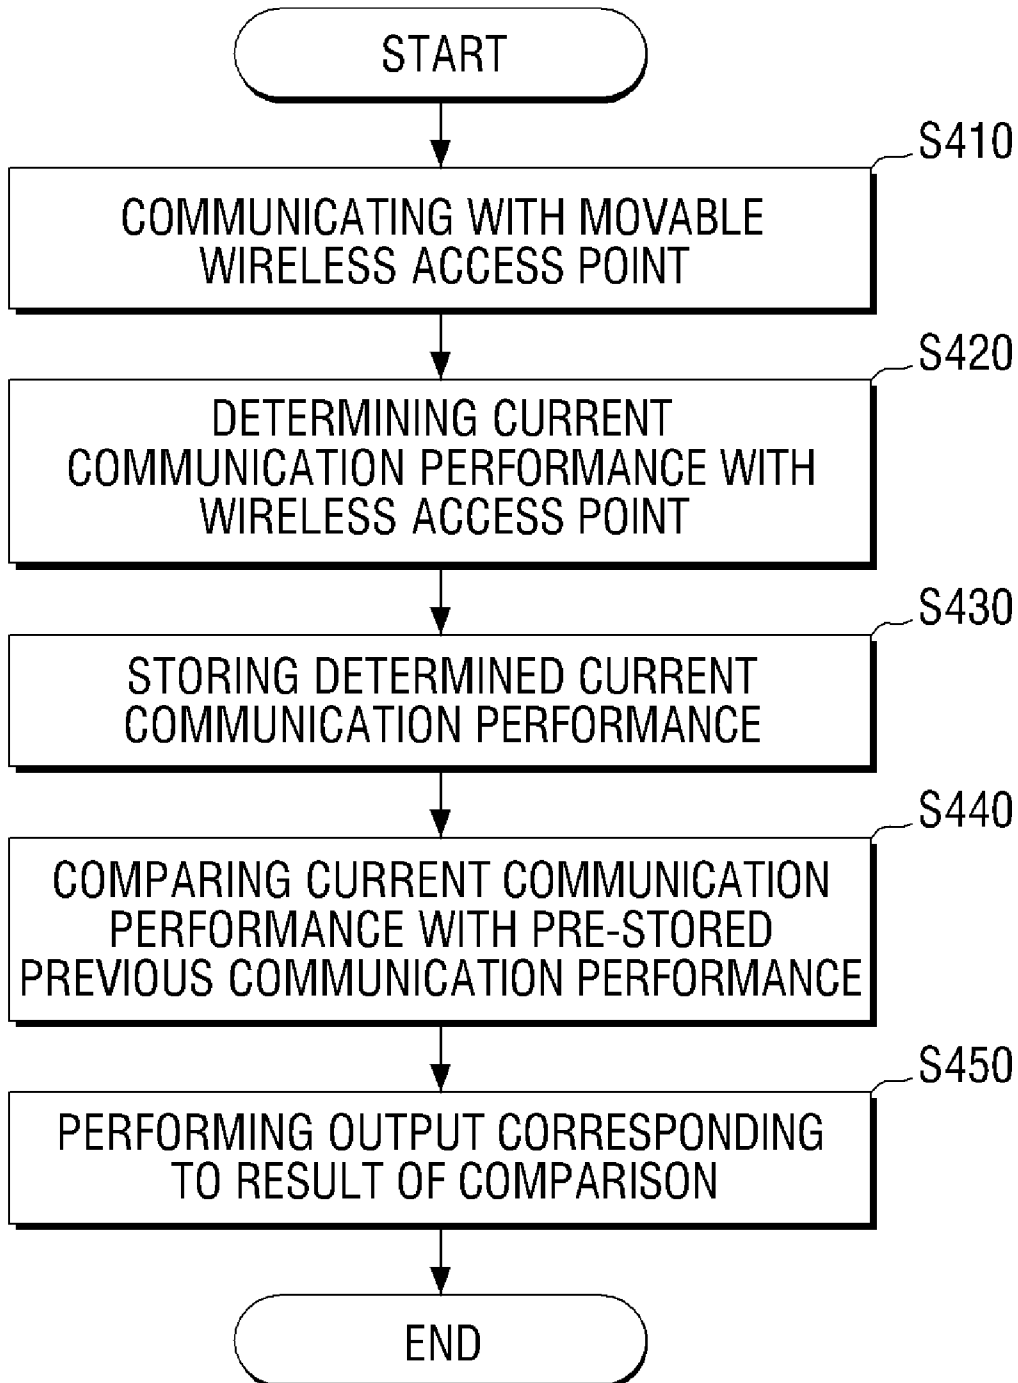 START
S410
COMMUNICATING WITH MOVABLE
WIRELESS ACCESS POINT
S420
DETERMINING CURRENT
COMMUNICATION PERFORMANCE WITH
WIRELESS ACCESS POINT
S430
STORING DETERMINED CURRENT
COMMUNICATION PERFORMANCE
S440
COMPARING CURRENT COMMUNICATION
PERFORMANCE WITH PRE-STORED
PREVIOUS COMMUNICATION PERFORMANCE
S450
PERFORMING OUTPUT CORRESPONDING
TO RESULT OF COMPARISON
END